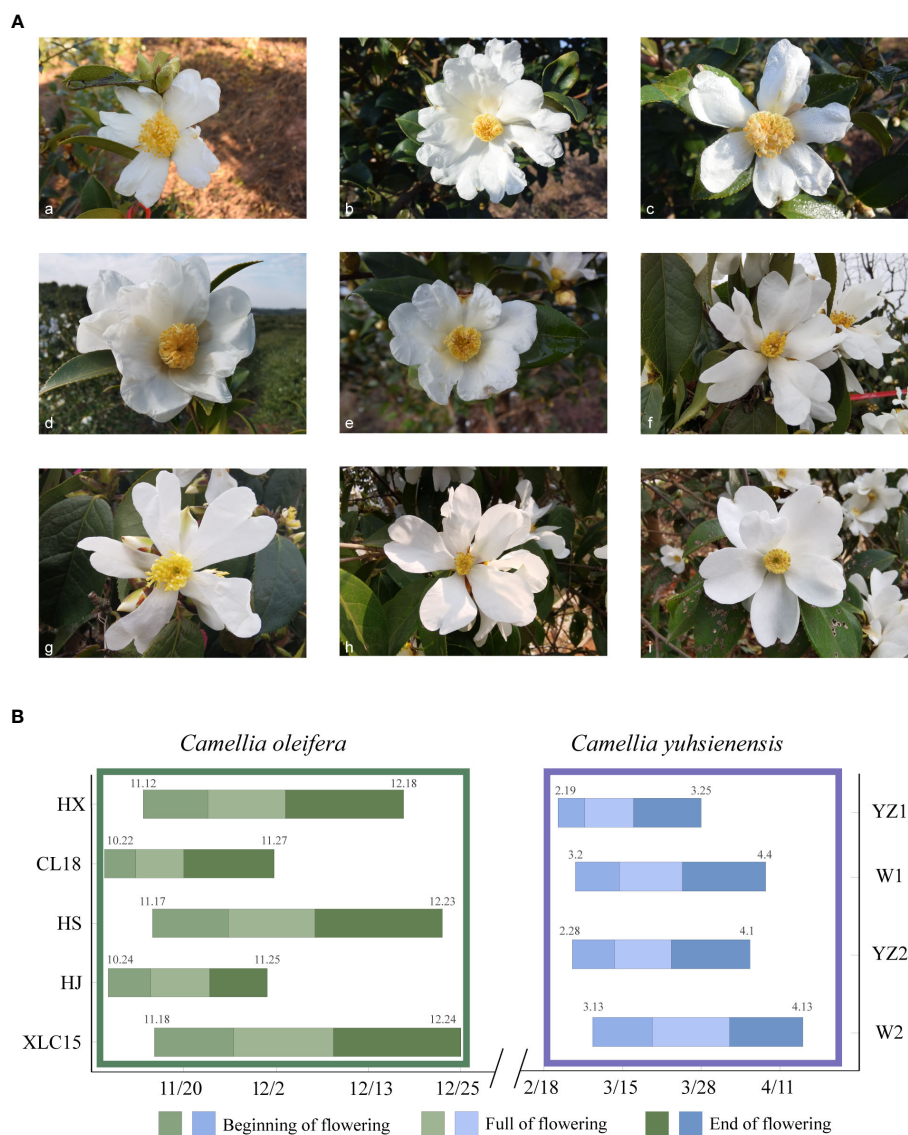 A
a
b
c
d
e
f
g
h
i
B
Camellia oleifera
Camellia yuhsienensis
HX
11.12
12.18
CL18
10.22
11.27
HS
11.17
12.23
HJ
10.24
11.25
XLC15
11.18
12.24
2.19
3.25
YZ1
3.2
4.4
W1
2.28
4.1
YZ2
3.13
4.13
W2
11/20 12/2 12/13 12/25 2/18 3/15 3/28 4/11
Beginning of flowering Full of flowering End of flowering